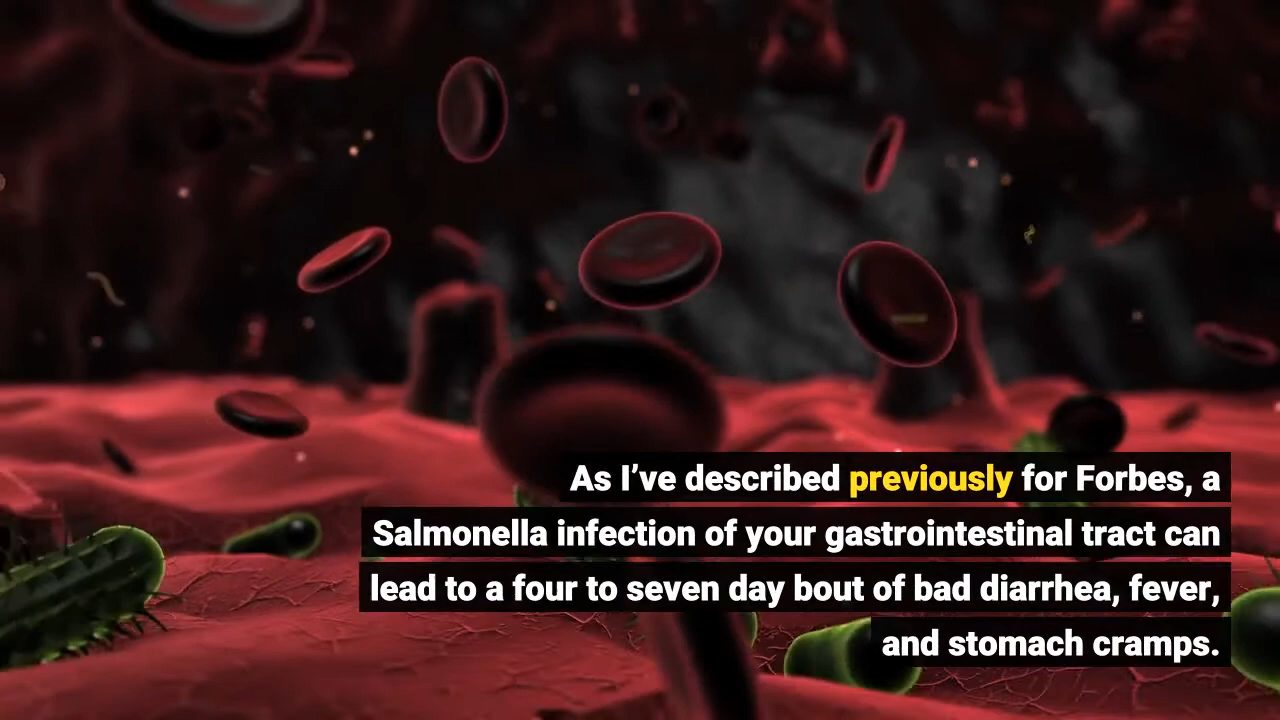 As I’ve described previously for Forbes, a
Salmonella infection of your gastrointestinal tract can
lead to a four to seven day bout of bad diarrhea, fever,
and stomach cramps.